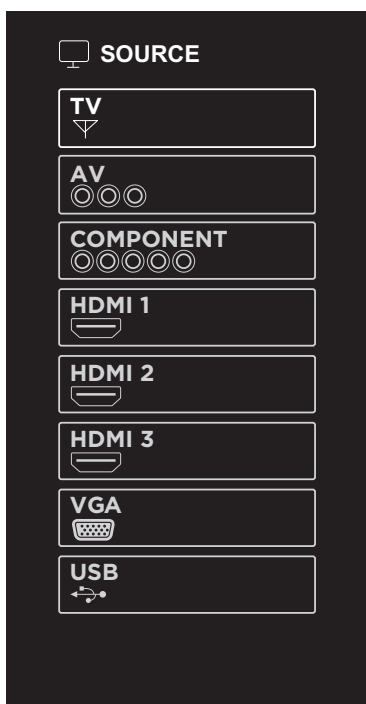 SOURCE
TV
AV
COMPONENT
HDMI 1
HDMI 2
HDMI 3
VGA
USB